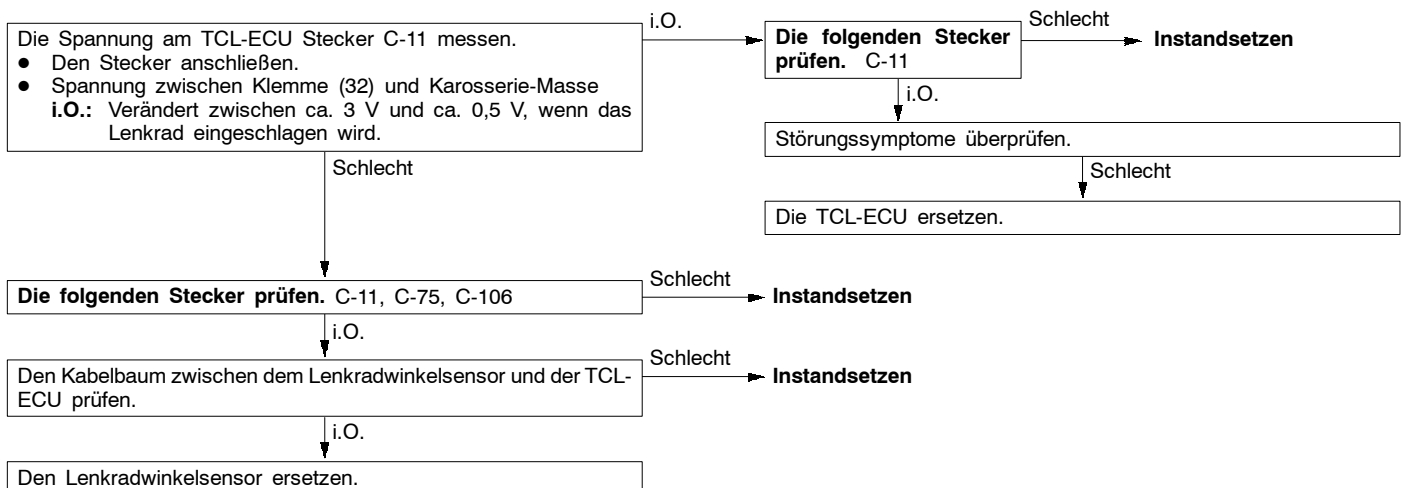 Die Spannung am TCL-ECU Stecker C-11 messen.
● Den Stecker anschließen.
● Spannung zwischen Klemme (32) und Karosserie-Masse
i.O.: Verändert zwischen ca. 3 V und ca. 0,5 V, wenn das
Lenkrad eingeschlagen wird.
i.O.
Die folgenden Stecker
prüfen. C-11
Schlecht
Instandsetzen
i.O.
Störungssymptome überprüfen.
Schlecht
Die TCL-ECU ersetzen.
Schlecht
Die folgenden Stecker prüfen. C-11, C-75, C-106
Schlecht
Instandsetzen
i.O.
Den Kabelbaum zwischen dem Lenkradwinkelsensor und der TCL-
ECU prüfen.
Schlecht
Instandsetzen
i.O.
Den Lenkradwinkelsensor ersetzen.